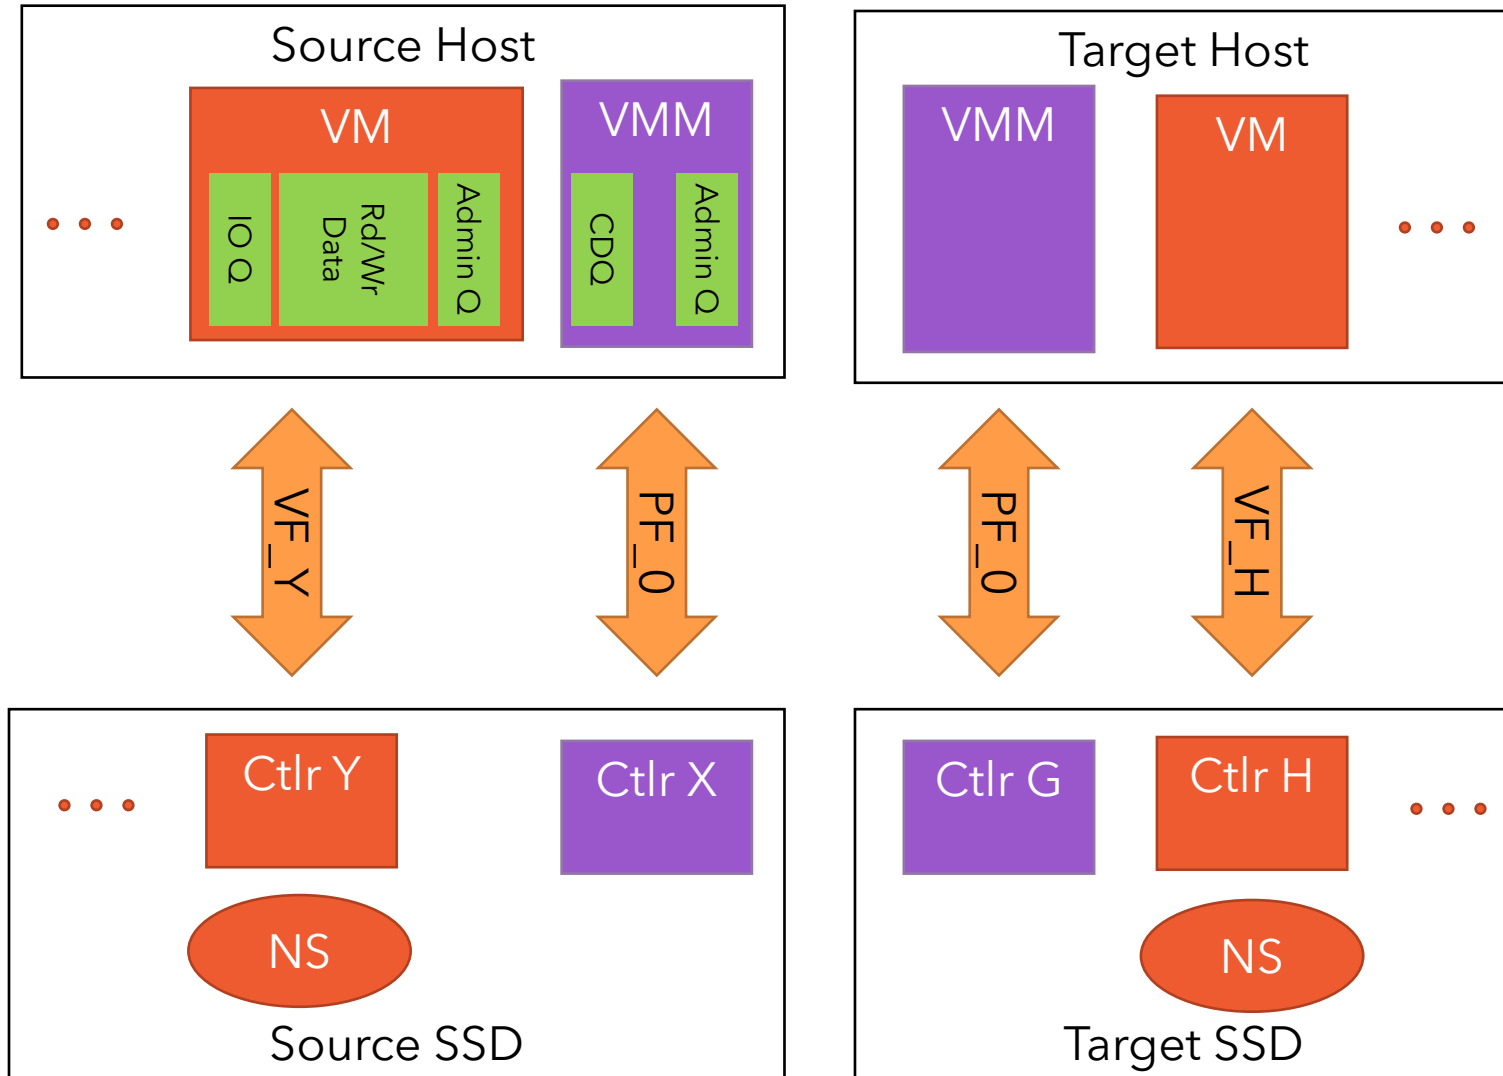 Source Host
VM
IO Q
Rd/Wr
Data
Admin Q
VMM
CDQ
Admin Q
Target Host
VMM
VM
VF_Y
PF_0
PF_0
VF_H
Ctlr Y
Ctlr X
NS
Source SSD
Ctlr G
Ctlr H
NS
Target SSD